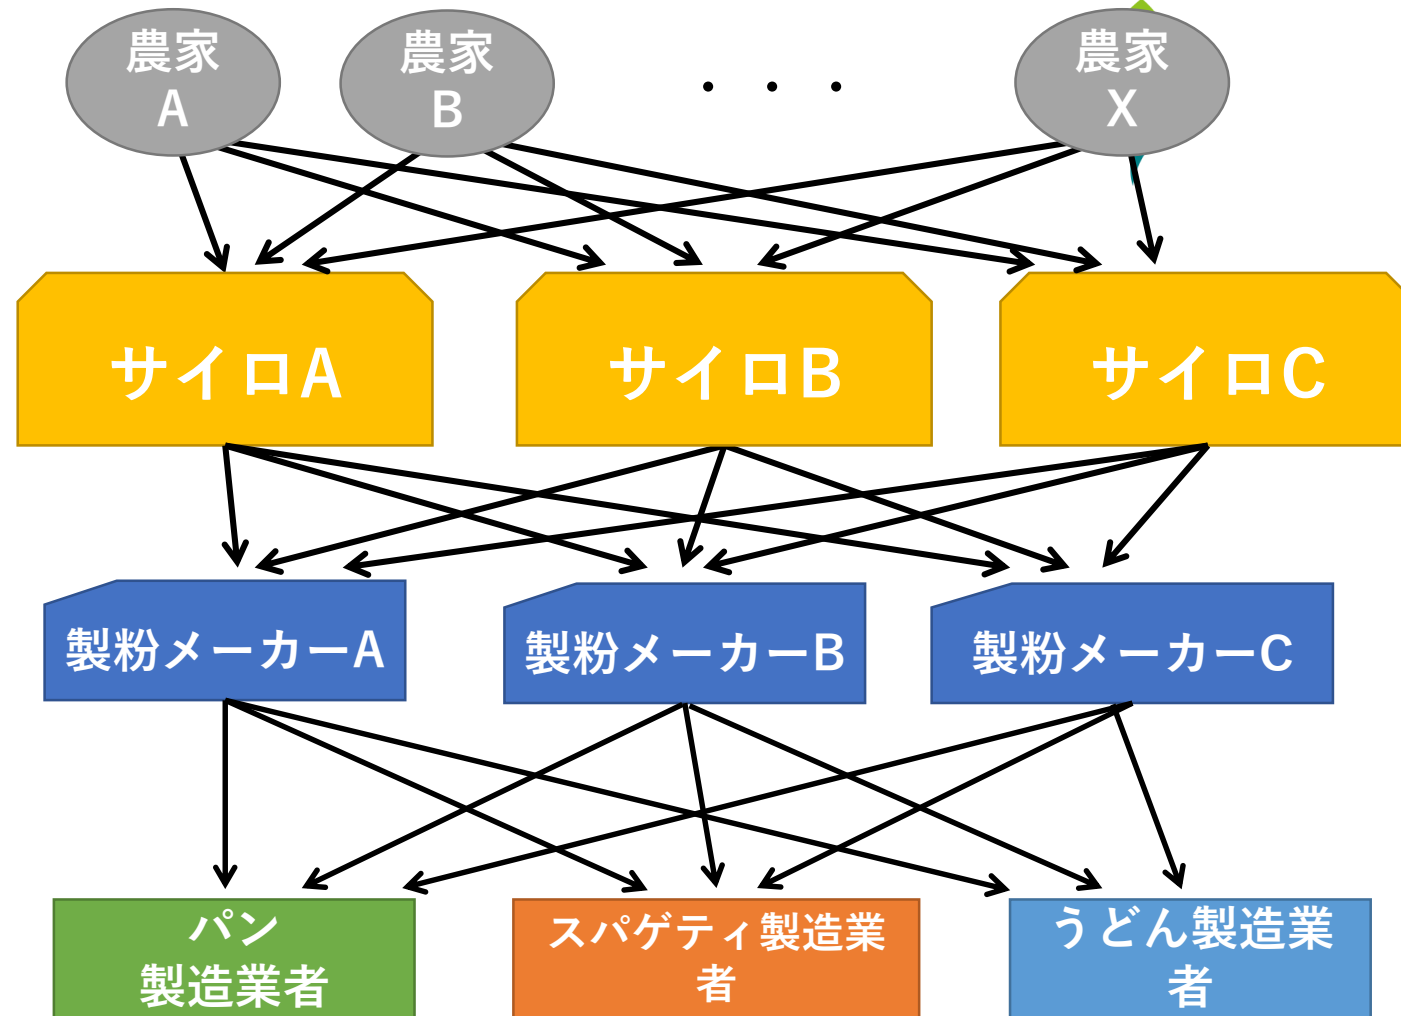 農家
A
農家
B
・・・
農家
X
サイロA
サイロB
サイロC
製粉メーカーA
製粉メーカーB
製粉メーカーC
パン
製造業者
スパゲティ製造業
者
うどん製造業
者